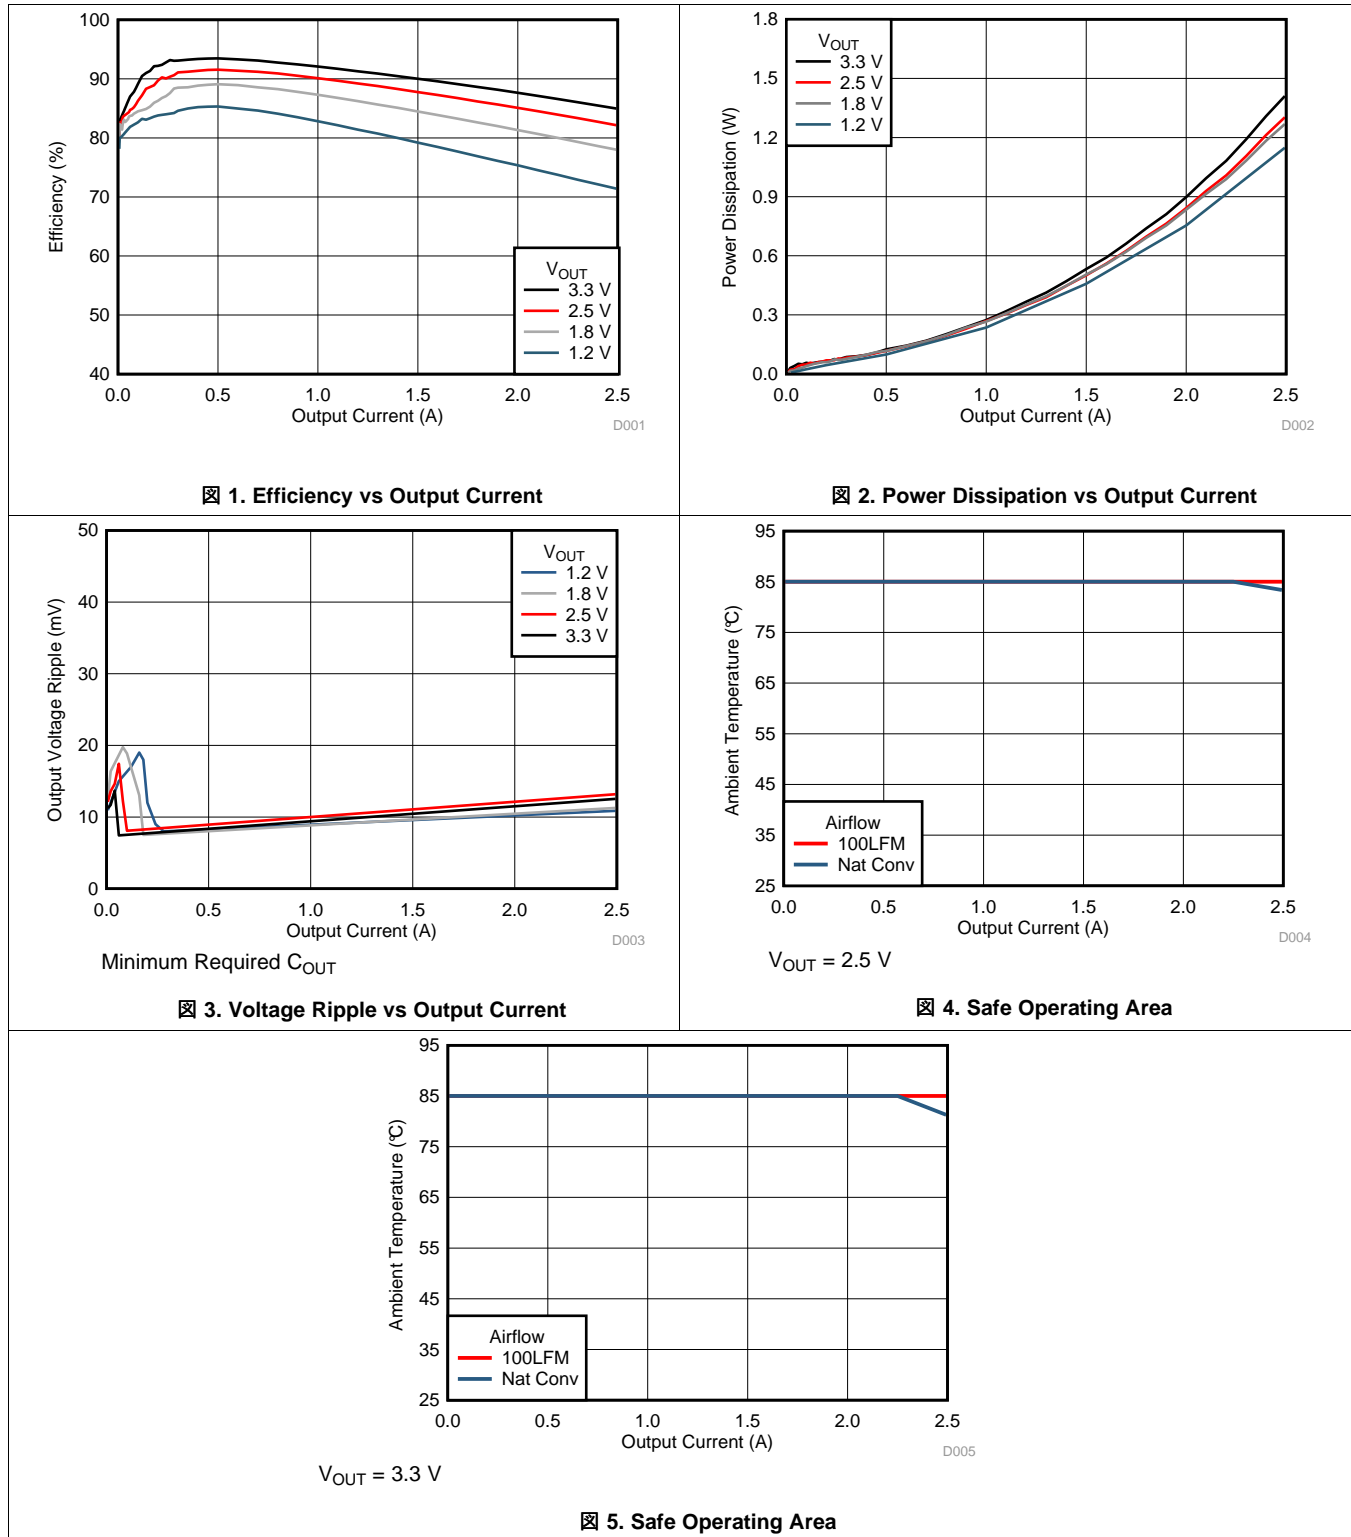 100
90
80
70
60
50
40
Efficiency (%)
V_OUT
3.3 V
2.5 V
1.8 V
1.2 V
0.0 0.5 1.0 1.5 2.0 2.5
Output Current (A)
D001
図 1. Efficiency vs Output Current
1.8
1.5
1.2
0.9
0.6
0.3
0.0
Power Dissipation (W)
V_OUT
3.3 V
2.5 V
1.8 V
1.2 V
0.0 0.5 1.0 1.5 2.0 2.5
Output Current (A)
D002
図 2. Power Dissipation vs Output Current
50
40
30
20
10
0
Output Voltage Ripple (mV)
V_OUT
1.2 V
1.8 V
2.5 V
3.3 V
0.0 0.5 1.0 1.5 2.0 2.5
Output Current (A)
D003
Minimum Required C_OUT
図 3. Voltage Ripple vs Output Current
95
85
75
65
55
45
35
25
Ambient Temperature (°C)
Airflow
100LFM
Nat Conv
0.0 0.5 1.0 1.5 2.0 2.5
Output Current (A)
D004
V_OUT = 2.5 V
図 4. Safe Operating Area
95
85
75
65
55
45
35
25
Ambient Temperature (°C)
Airflow
100LFM
Nat Conv
0.0 0.5 1.0 1.5 2.0 2.5
Output Current (A)
D005
V_OUT = 3.3 V
図 5. Safe Operating Area